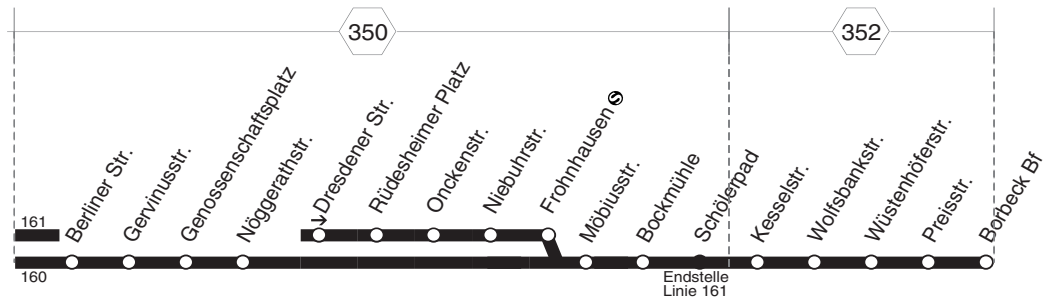 350
352
Berliner Str.
Gervinusstr.
Genossenschaftsplatz
Nöggerathstr.
Dresdener Str.
Rüdesheimer Platz
Onckenstr.
Niebuhrstr.
Frohnhausen
Möbiusstr.
Bockmühle
Schölerpad
Kesselstr.
Wolfsbankstr.
Wüstenhöferstr.
Preisstr.
Borbeck Bf
161
160
Endstelle
Linie 161